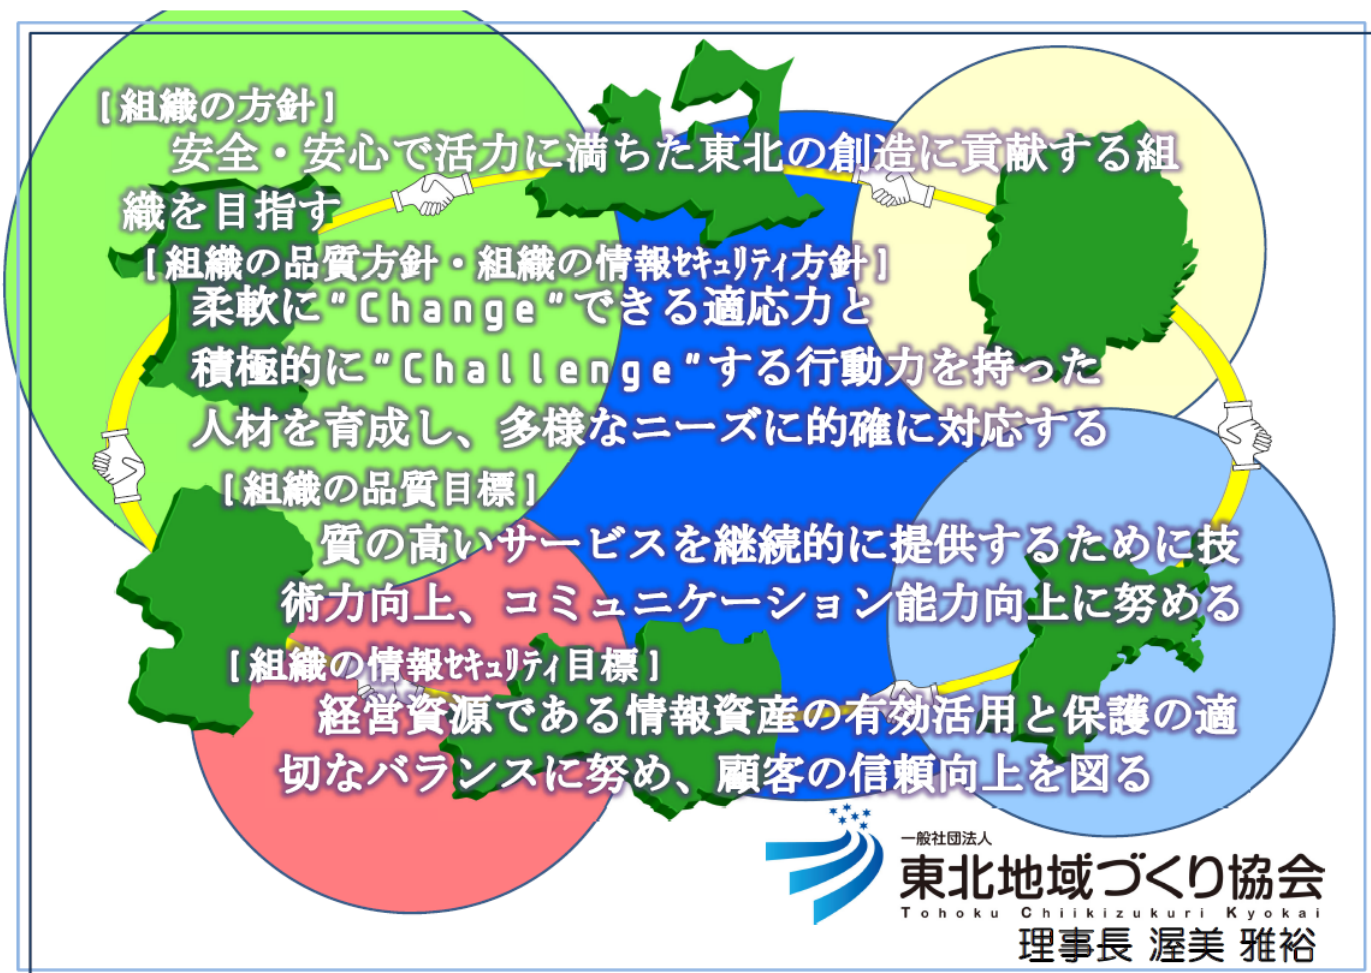 [組織の方針]
安全・安心で活力に満ちた東北の創造に貢献する組
織を目指す
[組織の品質方針・組織の情報ｾｷｭﾘﾃｨ方針]
柔軟に"Change"できる適応力と
積極的に"Challenge"する行動力を持った
人材を育成し、多様なニーズに的確に対応する
[組織の品質目標]
質の高いサービスを継続的に提供するために技
術力向上、コミュニケーション能力向上に努める
[組織の情報ｾｷｭﾘﾃｨ目標]
経営資源である情報資産の有効活用と保護の適
切なバランスに努め、顧客の信頼向上を図る
一般社団法人
東北地域づくり協会
Tohoku Chiikizukuri Kyokai
理事長 渥美 雅裕